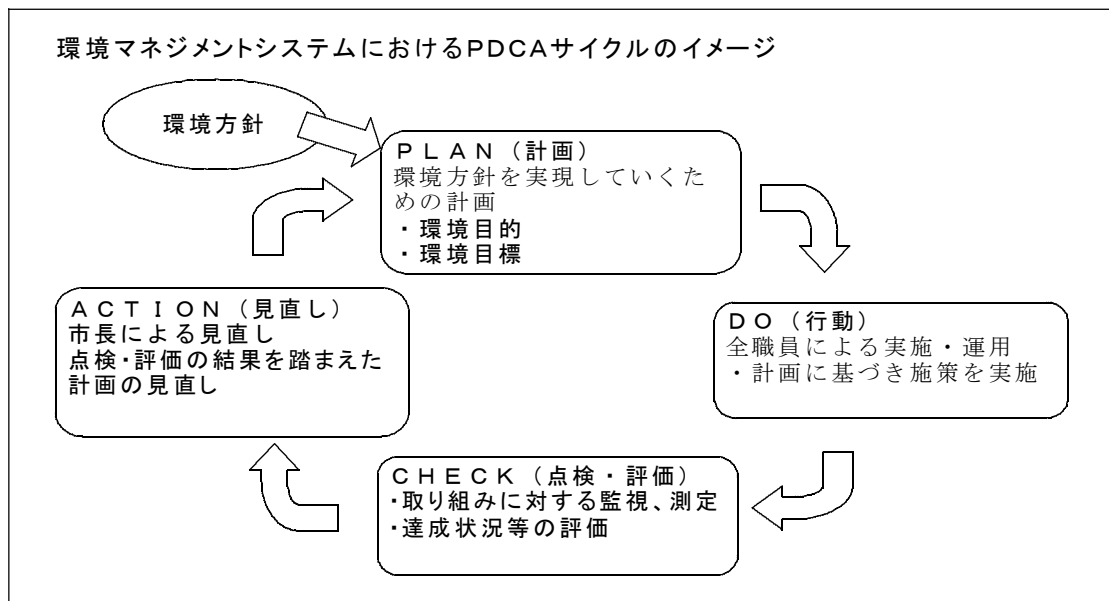 環境マネジメントシステムにおけるPDCAサイクルのイメージ
環境方針
ＰＬＡＮ（計画）
環境方針を実現していくた
めの計画
・環境目的
・環境目標
ＤＯ（行動）
全職員による実施・運用
・計画に基づき施策を実施
ＣＨＥＣＫ（点検・評価）
・取り組みに対する監視、測定
・達成状況等の評価
ＡＣＴＩＯＮ（見直し）
市長による見直し
点検・評価の結果を踏まえた
計画の見直し